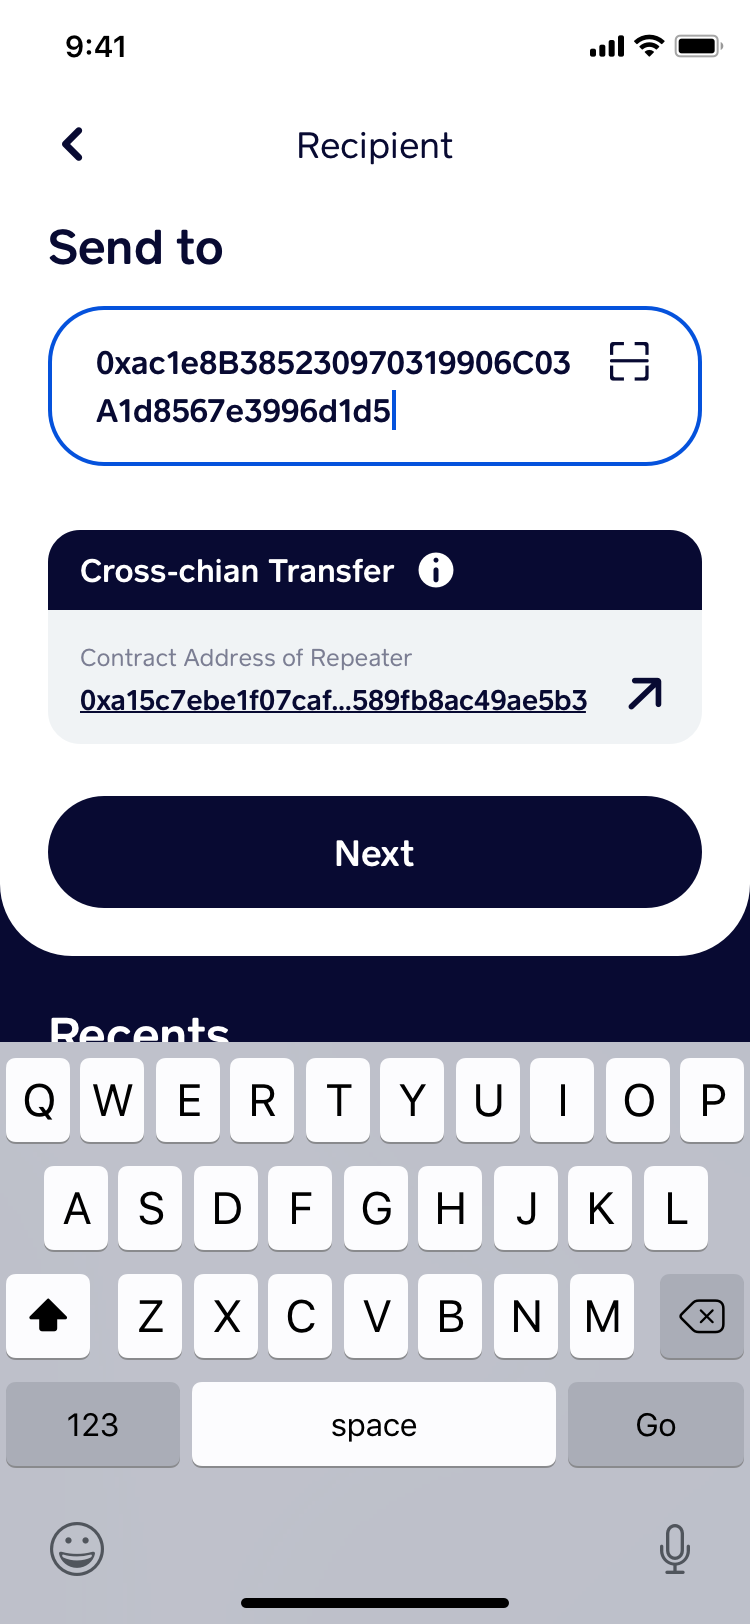 9:41
Recipient
Send to
0xac1e8B385230970319906C03
A1d8567e3996d1d5
Cross-chian Transfer
Contract Address of Repeater
0xa15c7ebe1f07caf...589fb8ac49ae5b3
Next
Recents
Q W E R T Y U I O P
A S D F G H J K L
Z X C V B N M
123 space Go